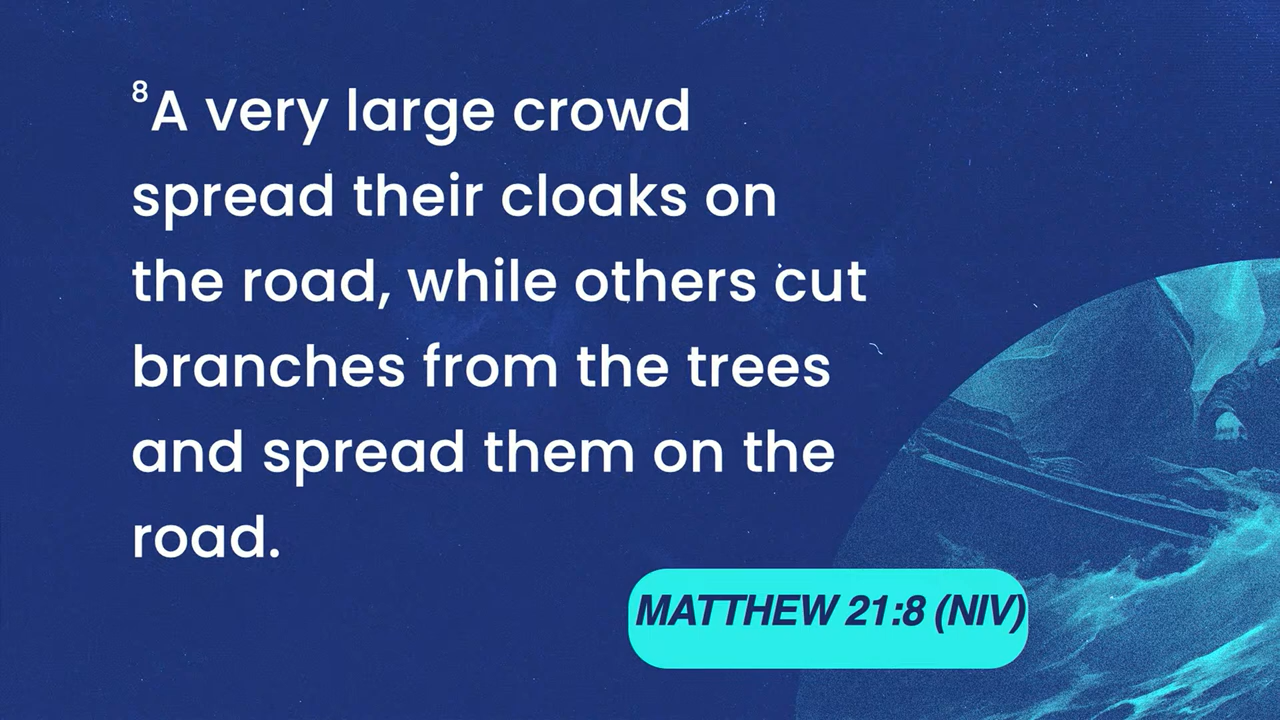 ⁸A very large crowd
spread their cloaks on
the road, while others cut
branches from the trees
and spread them on the
road.
MATTHEW 21:8 (NIV)